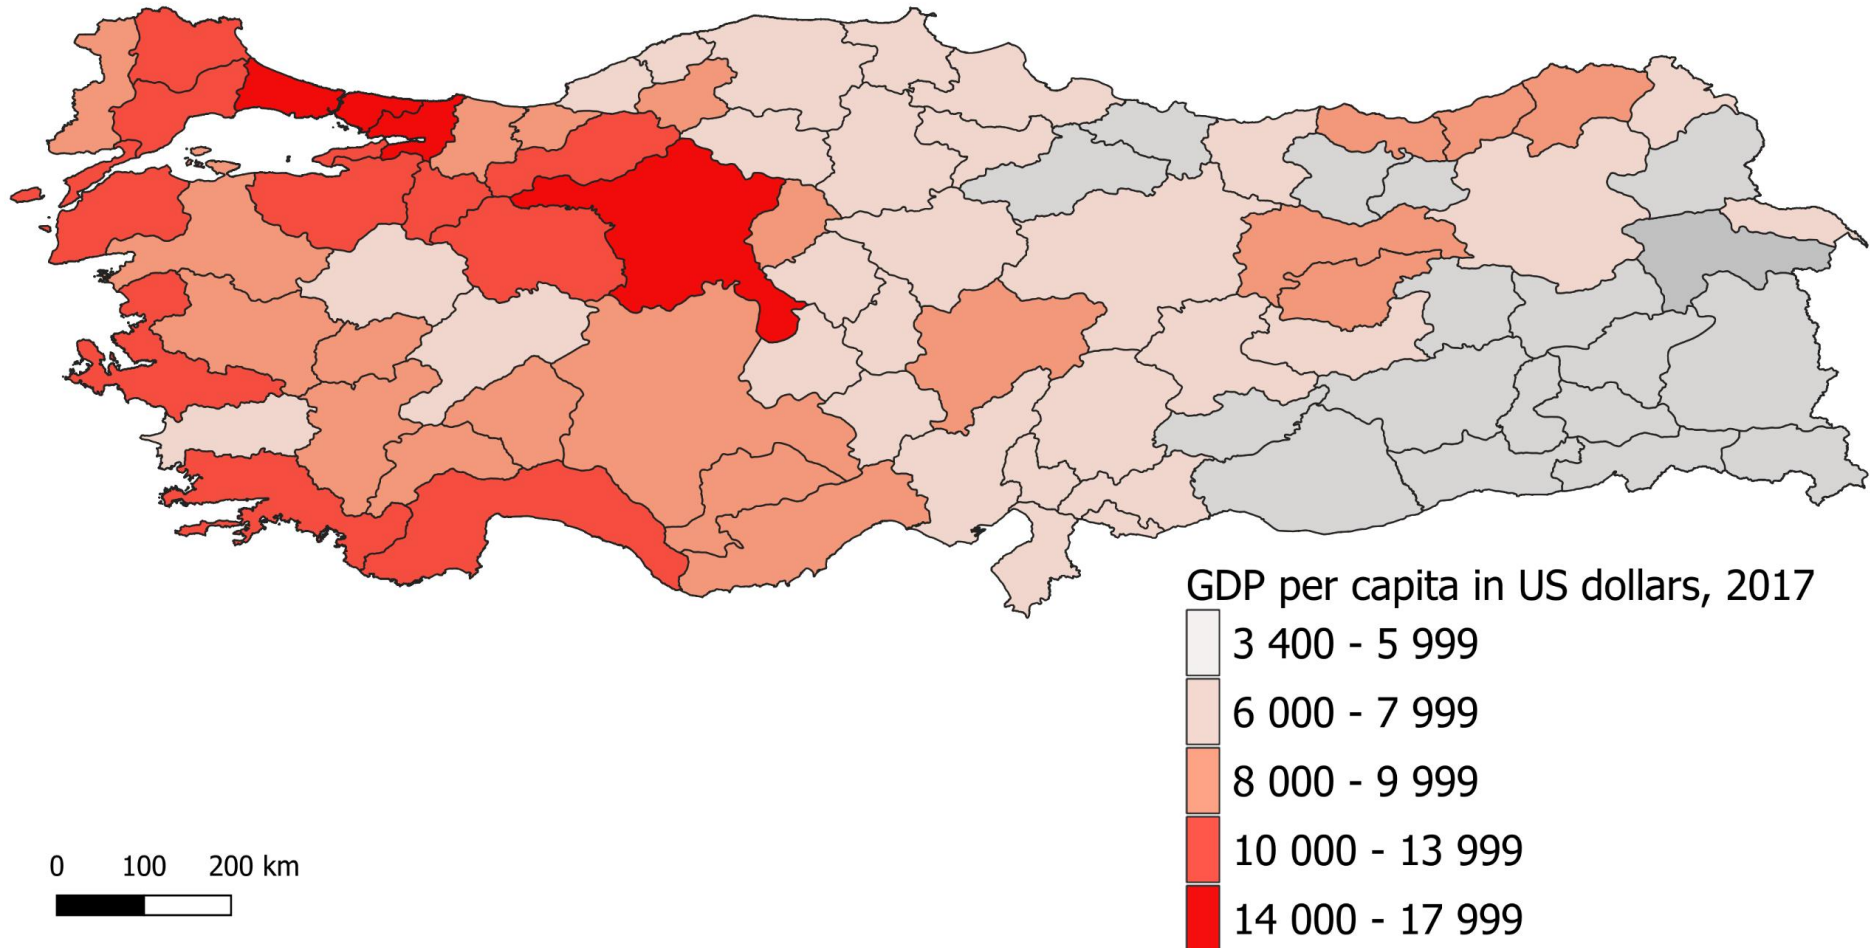 GDP per capita in US dollars, 2017
3 400 - 5 999
6 000 - 7 999
8 000 - 9 999
10 000 - 13 999
14 000 - 17 999
0 100 200 km